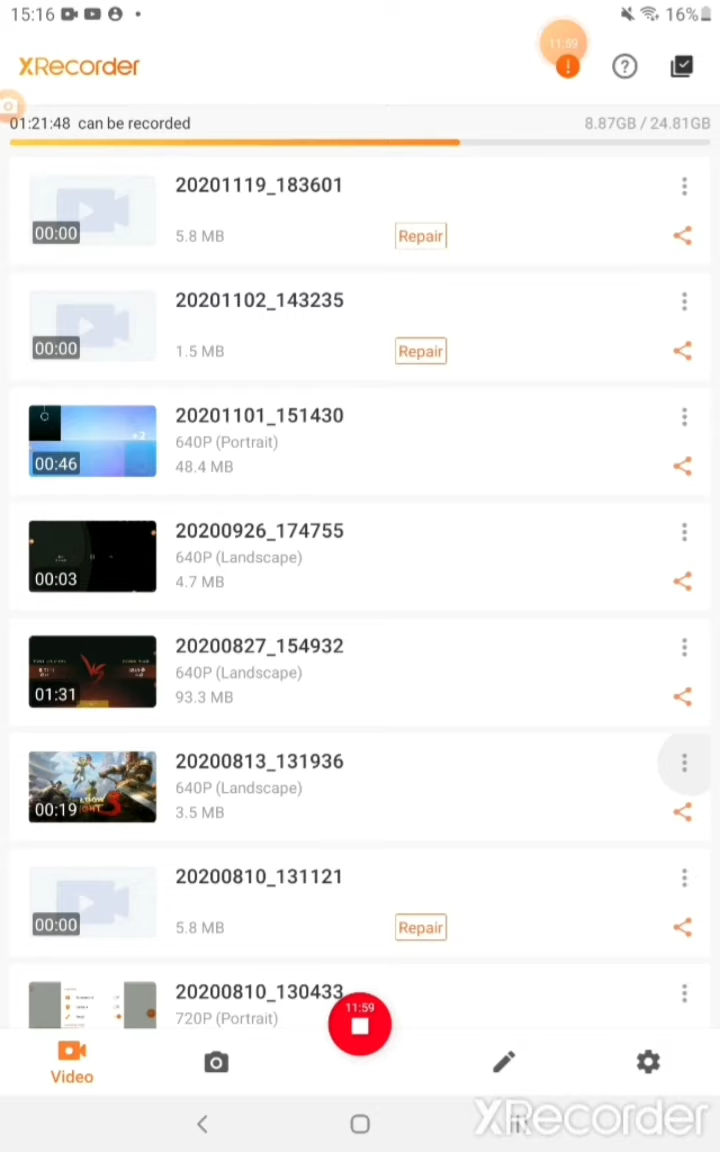 15:16
16%
11:59
XRecorder
01:21:48 can be recorded
8.87GB / 24.81GB
20201119_183601
00:00
5.8 MB
Repair
20201102_143235
00:00
1.5 MB
Repair
20201101_151430
640P (Portrait)
+2
00:46
48.4 MB
20200926_174755
640P (Landscape)
00:03
4.7 MB
20200827_154932
VS
640P (Landscape)
01:31
93.3 MB
20200813_131936
640P (Landscape)
00:19
3.5 MB
20200810_131121
00:00
5.8 MB
Repair
20200810_130433
720P (Portrait)
11:59
Video
XRecorder